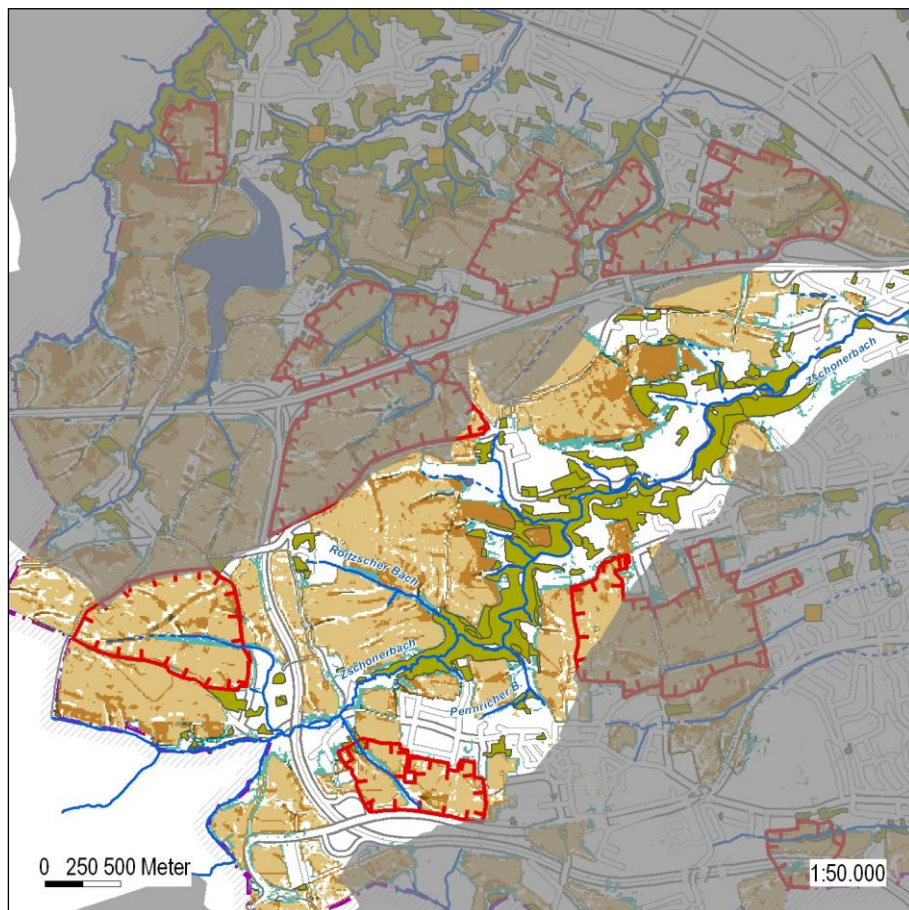 Zschonerbach
Roitzscher Bach
Zschonerbach
Pennricher B.
0 250 500 Meter
1:50.000